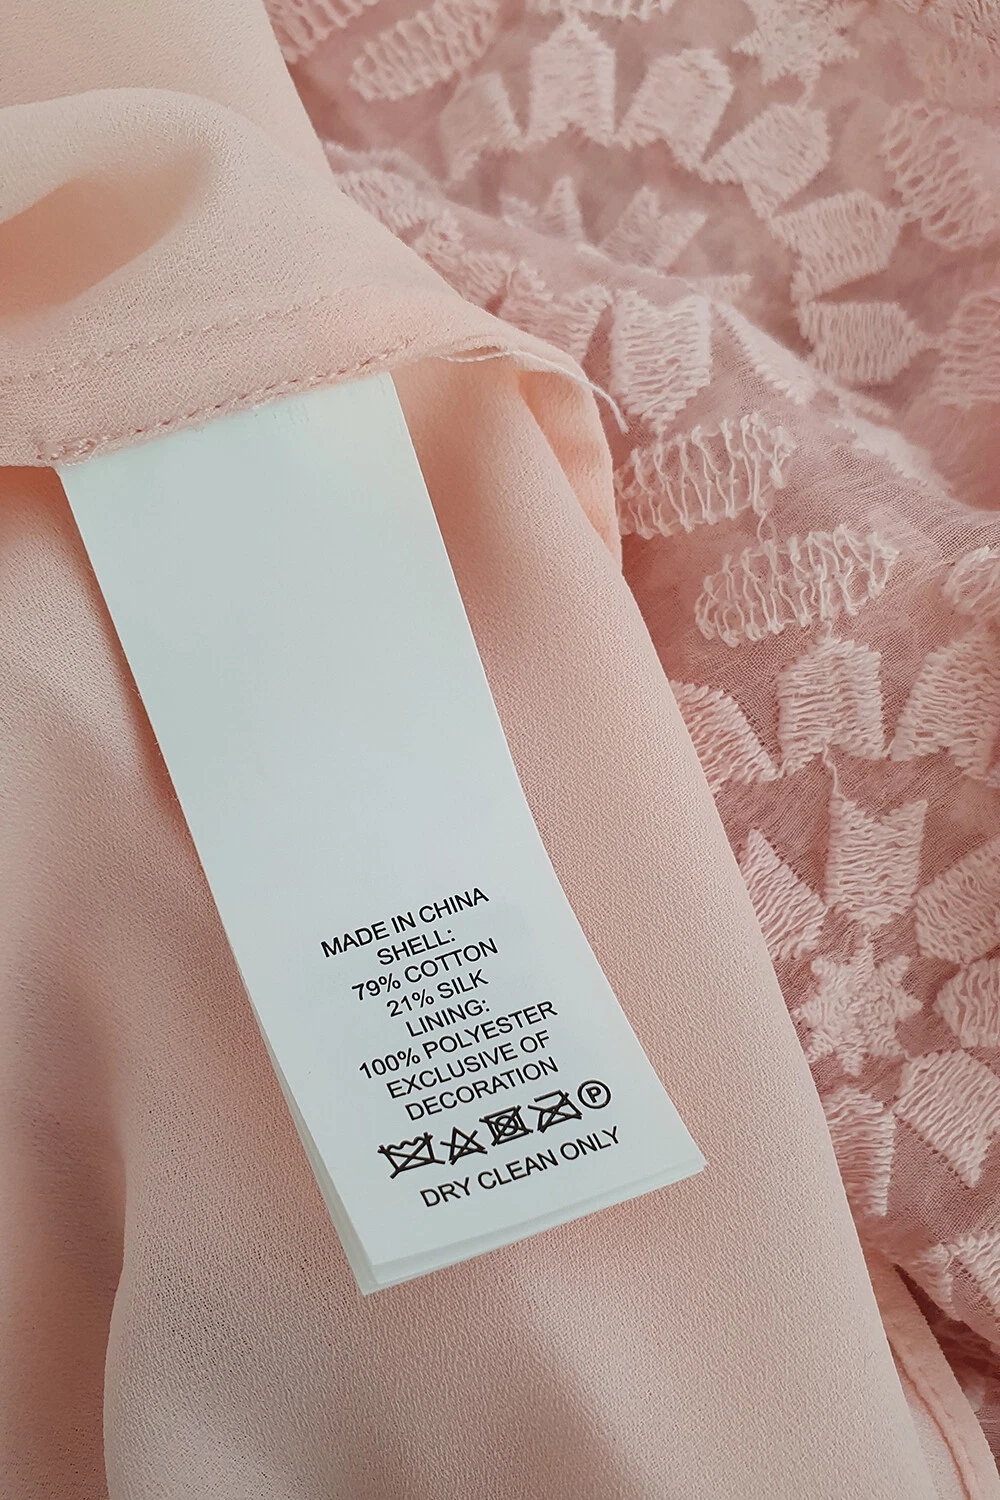 MADE IN CHINA
SHELL:
79% COTTON
21% SILK
LINING:
100% POLYESTER
EXCLUSIVE OF
DECORATION
P
DRY CLEAN ONLY